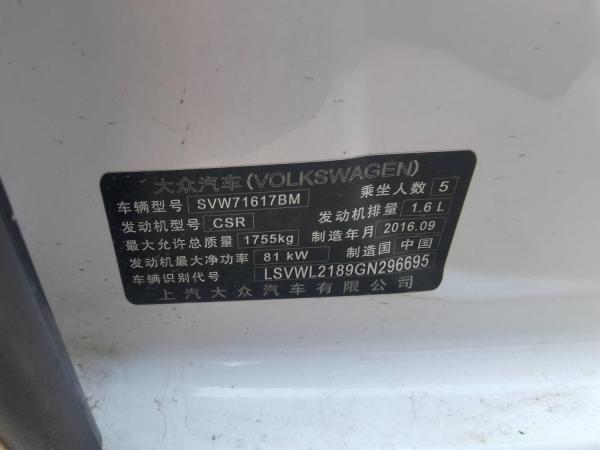 大众汽车(VOLKSWAGEN)
车辆型号 SVW71617BM 乘坐人数 5
发动机型号 CSR 发动机排量 1.6 L
最大允许总质量 1755kg 制造年月 2016.09
发动机最大净功率 81 kW 制造国 中国
车辆识别代号 LSVWL2189GN296695
上汽大众汽车有限公司